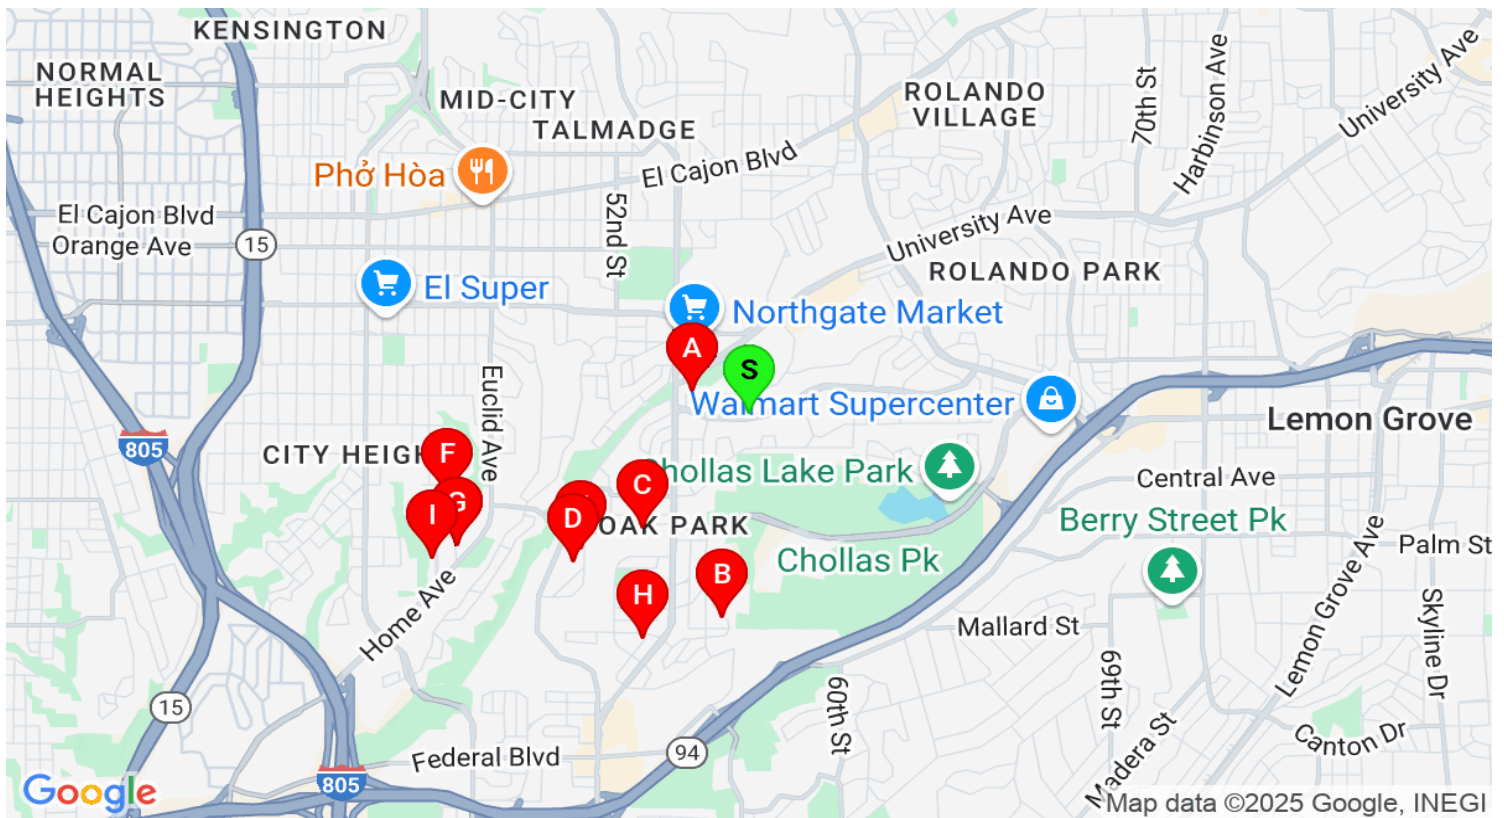 KENSINGTON
NORMAL
HEIGHTS
MID-CITY
TALMADGE
ROLANDO
VILLAGE
70th St
Harbinson Ave
University Ave
Phở Hòa
El Cajon Blvd
El Cajon Blvd
Orange Ave
15
52nd St
University Ave
ROLANDO PARK
El Super
Northgate Market
A
S
Euclid Ave
Walmart Supercenter
Lemon Grove
805
CITY HEIGH
F
G
I
C
D
OAK PARK
Chollas Lake Park
Central Ave
Berry Street Pk
Palm St
Chollas Pk
B
H
Home Ave
Mallard St
69th St
60th St
Lemon Grove Ave
Skyline Dr
15
94
Federal Blvd
805
Madera St
Canton Dr
Google
Map data ©2025 Google, INEGI